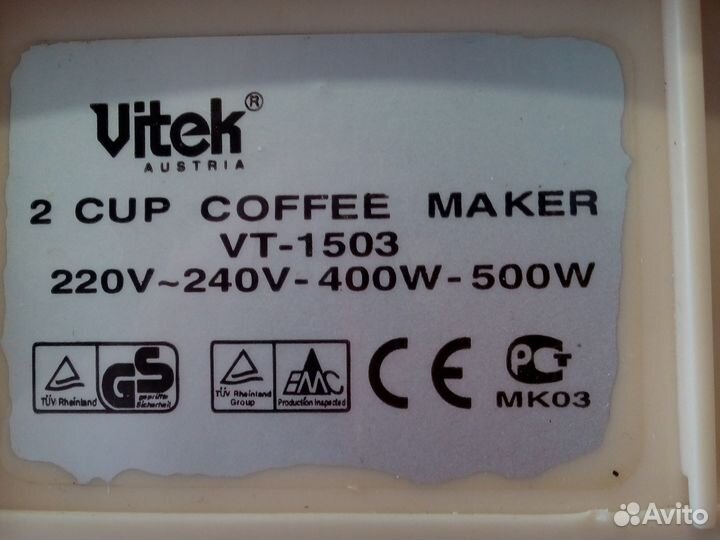 Vitek®
AUSTRIA
2 CUP COFFEE MAKER
VT-1503
220V~240V-400W-500W
TÜV Rheinland
GS
geprüfte
Sicherheit
TÜV Rheinland
Group
EMC
Production Inspected
CE
РСТ
MK03
Avito